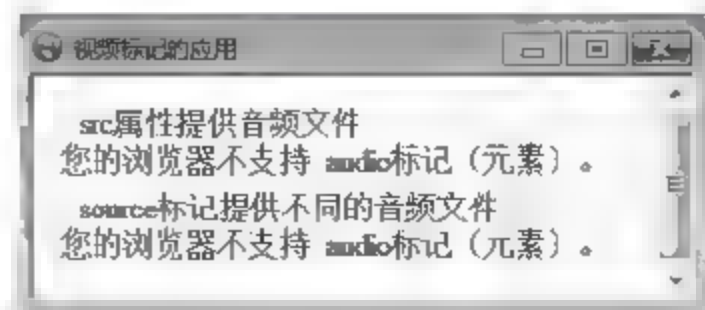 视频标记的应用
src属性提供音频文件
您的浏览器不支持 audio标记（元素）。
source标记提供不同的音频文件
您的浏览器不支持 audio标记（元素）。